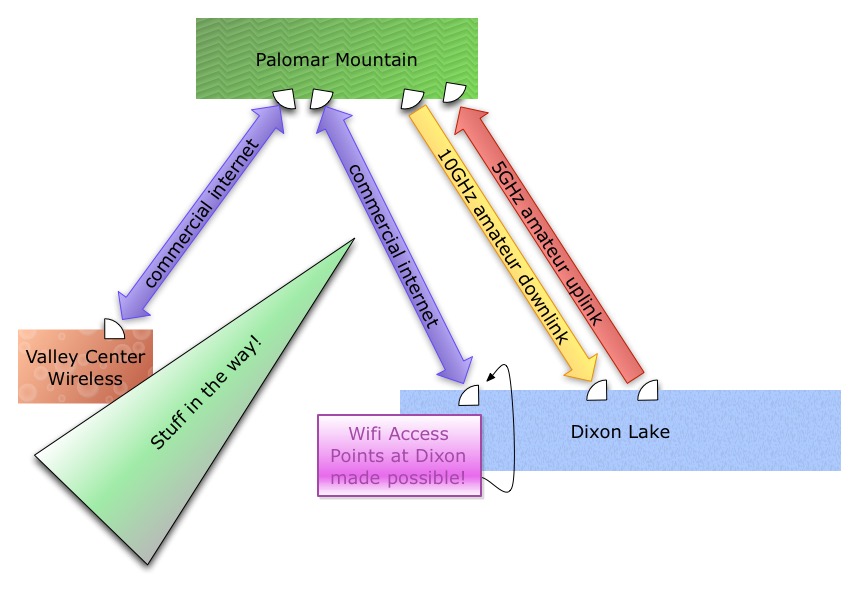 Palomar Mountain
commercial internet
commercial internet
10GHz amateur downlink
5GHz amateur uplink
Valley Center
Wireless
Stuff in the way!
Wifi Access
Points at Dixon
made possible!
Dixon Lake